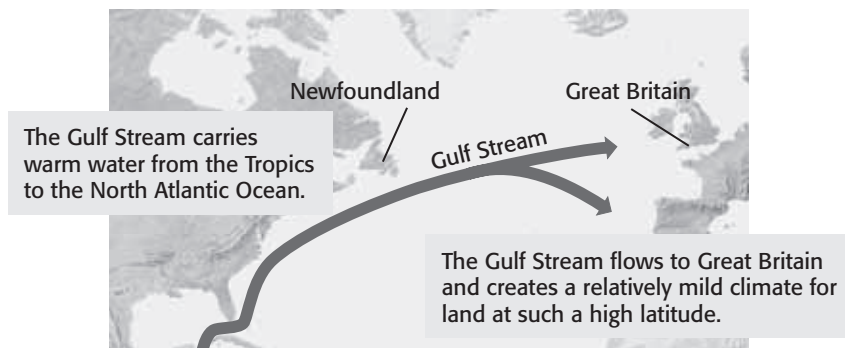 Newfoundland
Great Britain
The Gulf Stream carries
warm water from the Tropics
to the North Atlantic Ocean.
Gulf Stream
The Gulf Stream flows to Great Britain
and creates a relatively mild climate for
land at such a high latitude.